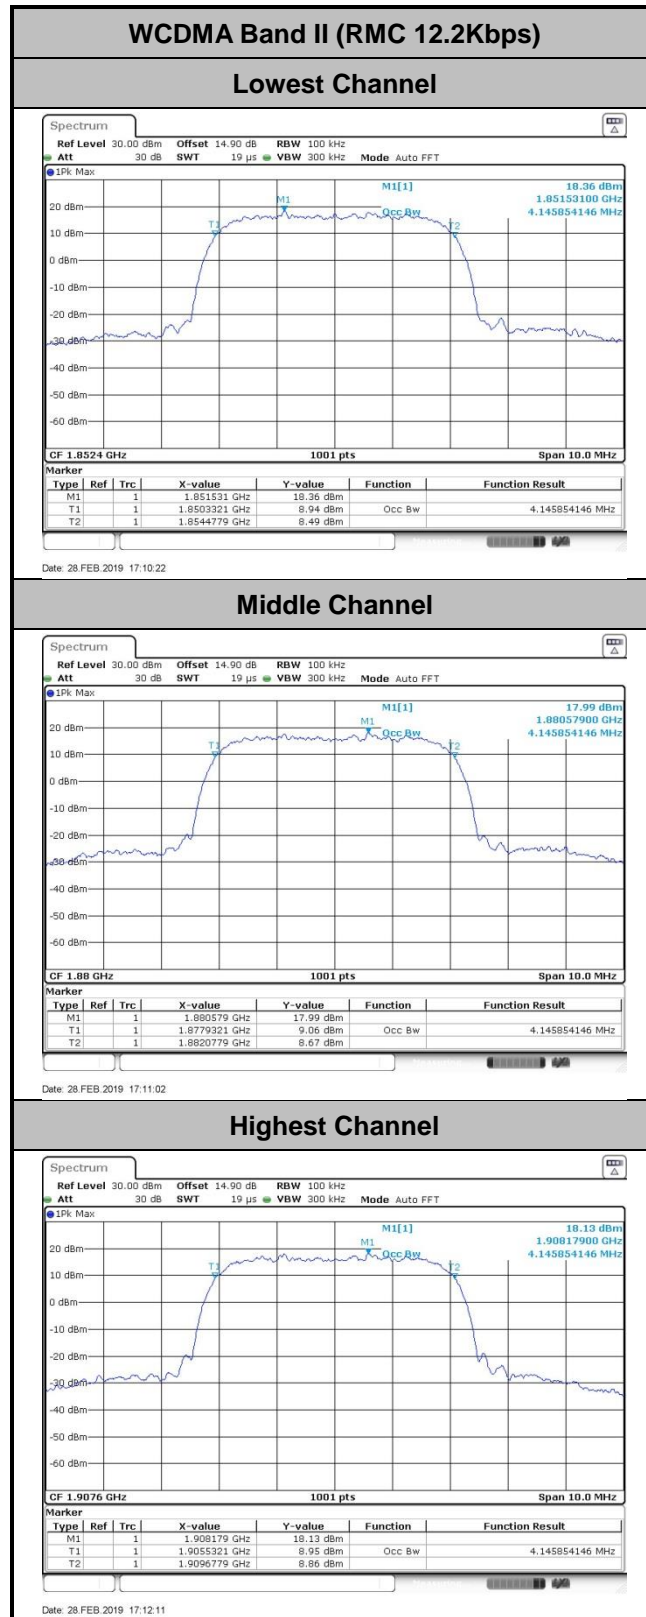 WCDMA Band II (RMC 12.2Kbps)
Lowest Channel
Spectrum
Ref Level 30.00 dBm Offset 14.90 dB RBW 100 kHz
Att 30 dB SWT 19 µs VBW 300 kHz Mode Auto FFT
1Pk Max
M1[1] 18.36 dBm
1.85153100 GHz
Occ Bw 4.145854146 MHz
M1
T1
T2
20 dBm
10 dBm
0 dBm
-10 dBm
-20 dBm
-30 dBm
-40 dBm
-50 dBm
-60 dBm
CF 1.8524 GHz 1001 pts Span 10.0 MHz
Marker
Type Ref Trc X-value Y-value Function Function Result
M1 1 1.851531 GHz 18.36 dBm
T1 1 1.8503321 GHz 8.94 dBm Occ Bw 4.145854146 MHz
T2 1 1.8544779 GHz 8.49 dBm
Date: 28.FEB.2019 17:10:22
Middle Channel
Spectrum
Ref Level 30.00 dBm Offset 14.90 dB RBW 100 kHz
Att 30 dB SWT 19 µs VBW 300 kHz Mode Auto FFT
1Pk Max
M1[1] 17.99 dBm
1.88057900 GHz
Occ Bw 4.145854146 MHz
M1
T1
T2
20 dBm
10 dBm
0 dBm
-10 dBm
-20 dBm
-30 dBm
-40 dBm
-50 dBm
-60 dBm
CF 1.88 GHz 1001 pts Span 10.0 MHz
Marker
Type Ref Trc X-value Y-value Function Function Result
M1 1 1.880579 GHz 17.99 dBm
T1 1 1.8779321 GHz 9.06 dBm Occ Bw 4.145854146 MHz
T2 1 1.8820779 GHz 8.67 dBm
Date: 28.FEB.2019 17:11:02
Highest Channel
Spectrum
Ref Level 30.00 dBm Offset 14.90 dB RBW 100 kHz
Att 30 dB SWT 19 µs VBW 300 kHz Mode Auto FFT
1Pk Max
M1[1] 18.13 dBm
1.90817900 GHz
Occ Bw 4.145854146 MHz
M1
T1
T2
20 dBm
10 dBm
0 dBm
-10 dBm
-20 dBm
-30 dBm
-40 dBm
-50 dBm
-60 dBm
CF 1.9076 GHz 1001 pts Span 10.0 MHz
Marker
Type Ref Trc X-value Y-value Function Function Result
M1 1 1.908179 GHz 18.13 dBm
T1 1 1.9055321 GHz 8.95 dBm Occ Bw 4.145854146 MHz
T2 1 1.9096779 GHz 8.86 dBm
Date: 28.FEB.2019 17:12:11